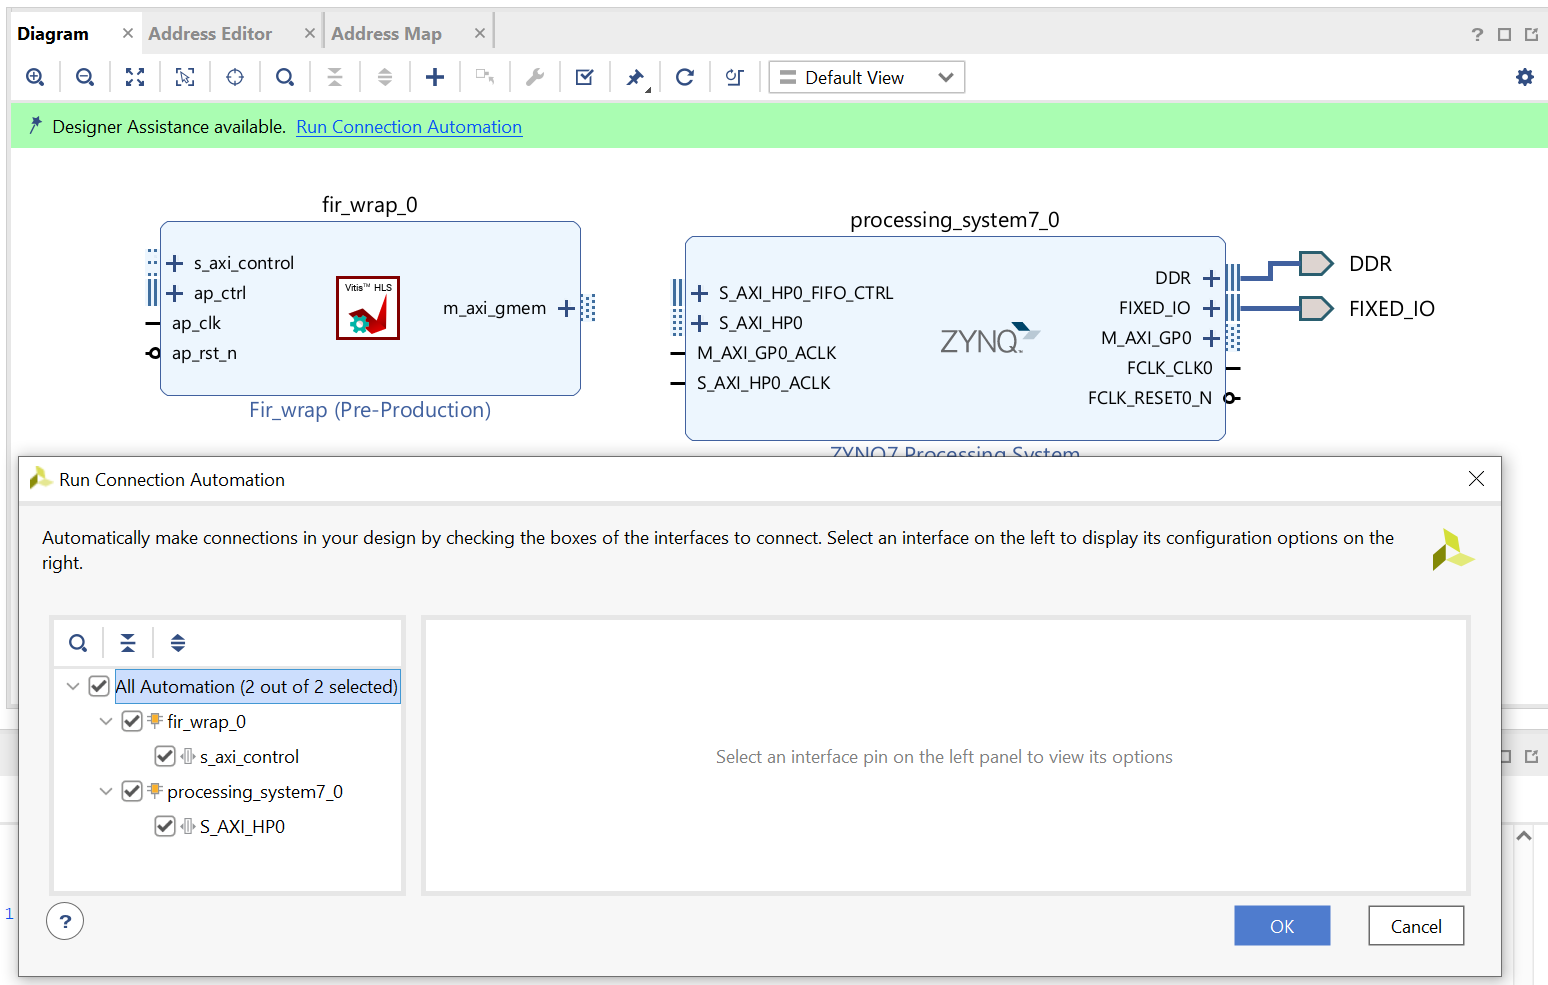 Diagram
Address Editor
Address Map
Default View
Designer Assistance available. Run Connection Automation
fir_wrap_0
s_axi_control
ap_ctrl
ap_clk
ap_rst_n
Vitis™ HLS
m_axi_gmem
Fir_wrap (Pre-Production)
processing_system7_0
S_AXI_HP0_FIFO_CTRL
S_AXI_HP0
M_AXI_GP0_ACLK
S_AXI_HP0_ACLK
ZYNQ™
DDR
FIXED_IO
M_AXI_GP0
FCLK_CLK0
FCLK_RESET0_N
DDR
FIXED_IO
ZYNQ7 Processing System
Run Connection Automation
Automatically make connections in your design by checking the boxes of the interfaces to connect. Select an interface on the left to display its configuration options on the
right.
All Automation (2 out of 2 selected)
fir_wrap_0
s_axi_control
processing_system7_0
S_AXI_HP0
Select an interface pin on the left panel to view its options
1
?
OK
Cancel